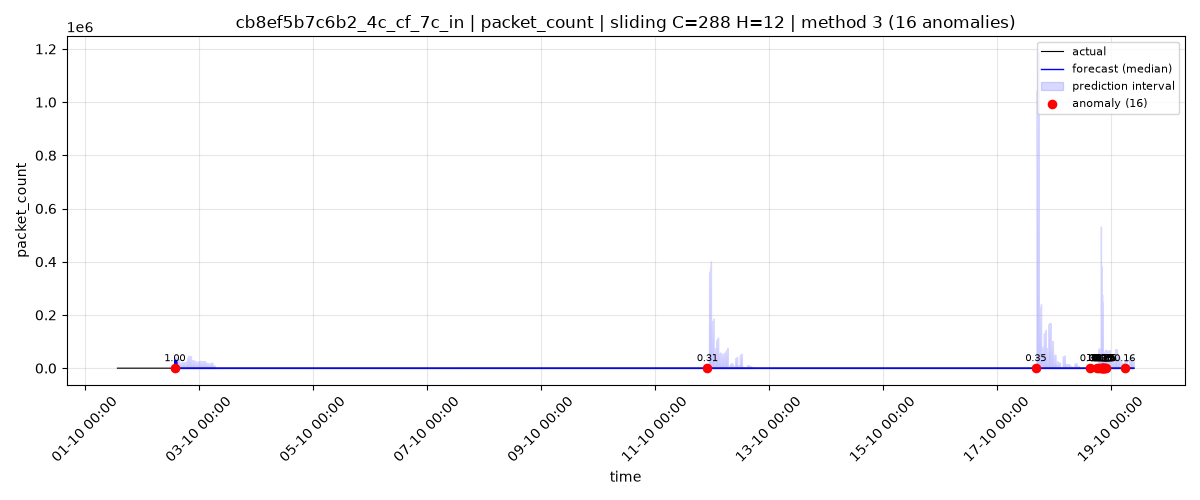 cb8ef5b7c6b2_4c_cf_7c_in | packet_count | sliding C=288 H=12 | method 3 (16 anomalies)
1e6
1.2
1.0
0.8
0.6
0.4
0.2
0.0
packet_count
actual
forecast (median)
prediction interval
anomaly (16)
1.00
0.31
0.35
0.16
01-10 00:00
03-10 00:00
05-10 00:00
07-10 00:00
09-10 00:00
11-10 00:00
13-10 00:00
15-10 00:00
17-10 00:00
19-10 00:00
time